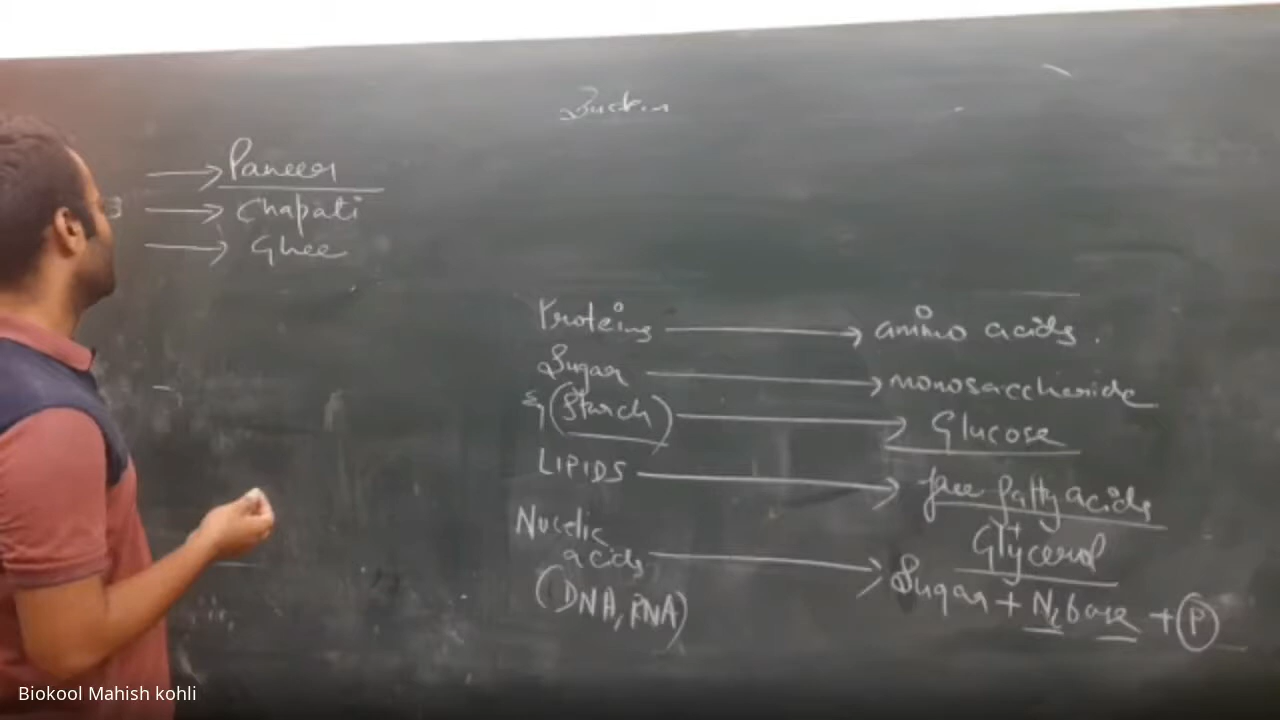 → Paneer
→ Chapati
→ Ghee
Proteins → amino acids.
Sugar → monosaccharide
(Starch) → Glucose
LIPIDS → free fatty acids
+
Glycerol
Nucelic
acids → Sugar + N₂ base + (P)
(DNA, RNA)
Biokool Mahish kohli